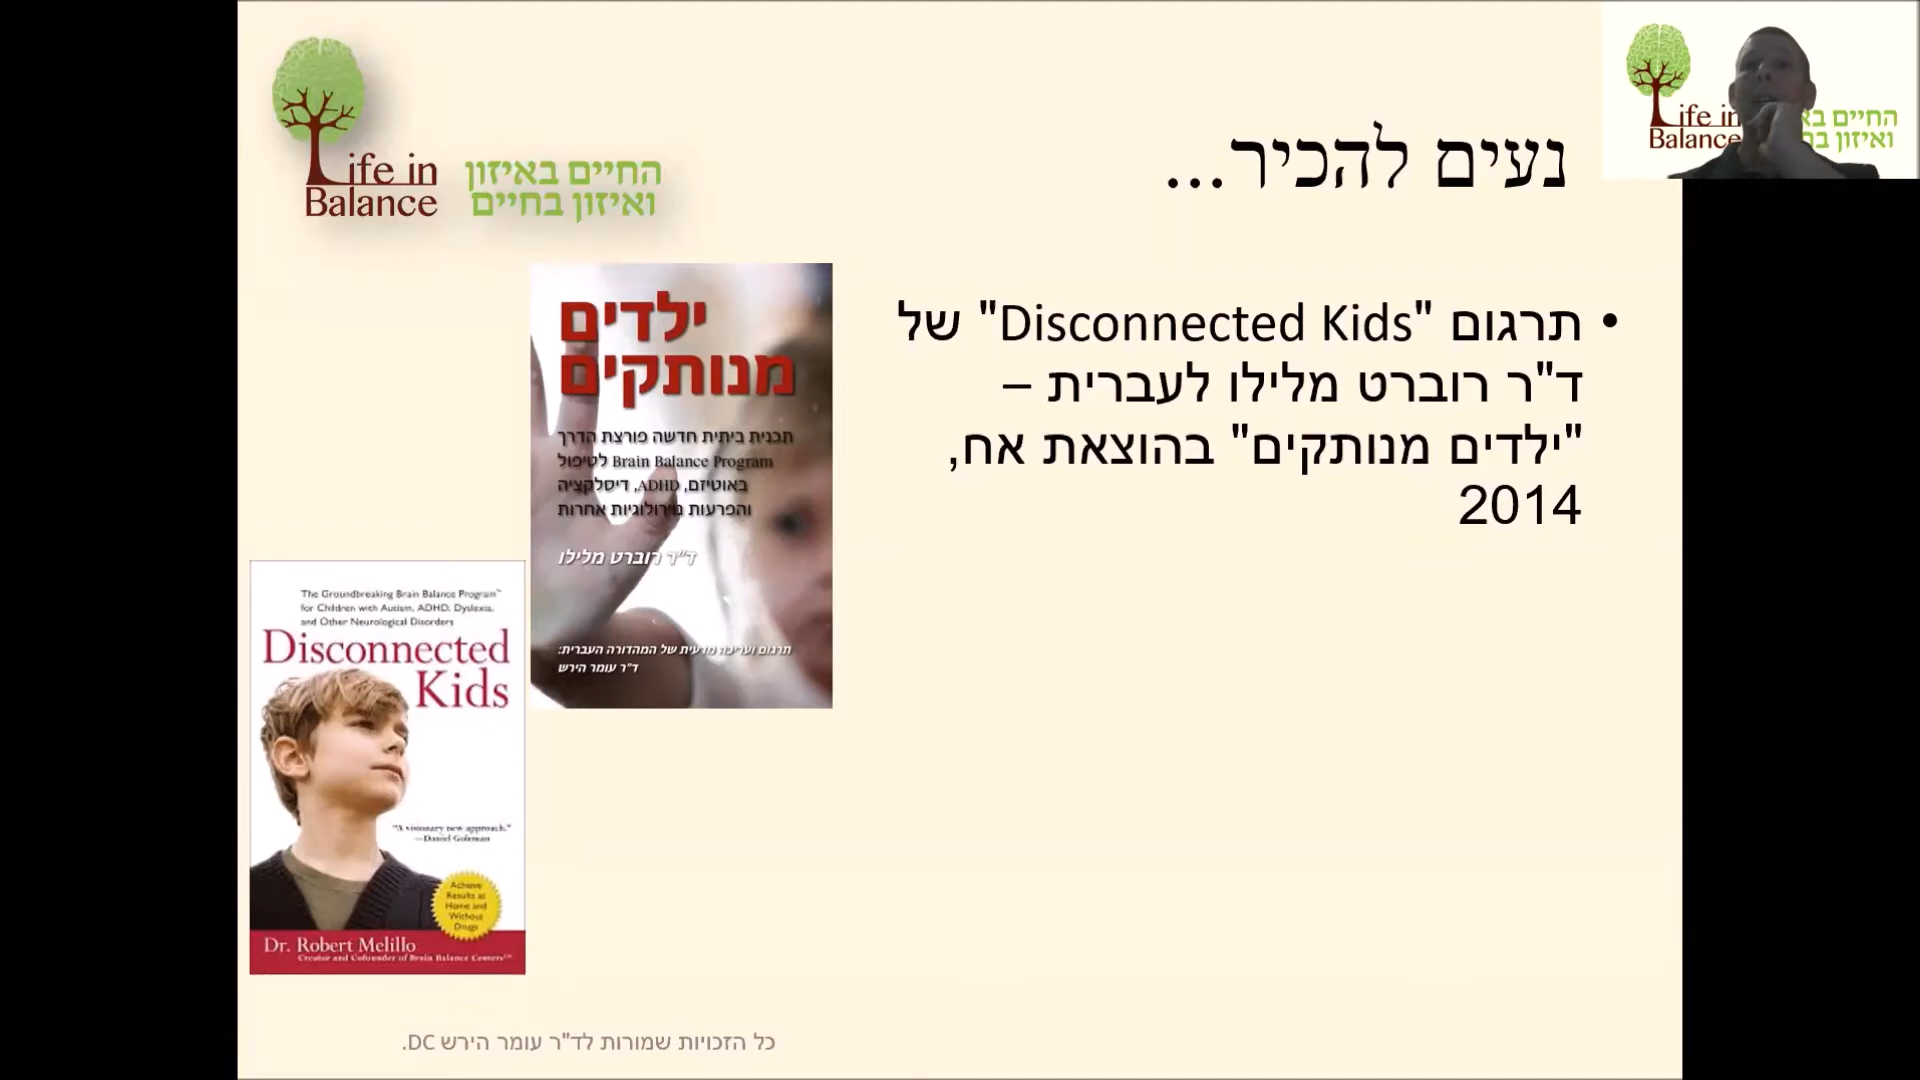 Life in
Balance
החיים באיזון
ואיזון בחיים
נעים להכיר...
• תרגום "Disconnected Kids" של
ד"ר רוברט מלילו לעברית –
"ילדים מנותקים" בהוצאת אח,
2014
ילדים
מנותקים
תכנית ביתית חדשה פורצת הדרך
Brain Balance Program לטיפול
באוטיזם, ADHD, דיסלקציה
והפרעות נוירולוגיות אחרות
ד"ר רוברט מלילו
תרגום ועריכה מדעית של המהדורה העברית:
ד"ר עומר הירש
The Groundbreaking Brain Balance Program™
for Children with Autism, ADHD, Dyslexia,
and Other Neurological Disorders
Disconnected
Kids
"A visionary new approach."
—Daniel Goleman
Achieve
Results at
Home and
Without
Drugs
Dr. Robert Melillo
Creator and Cofounder of Brain Balance Centers℠
כל הזכויות שמורות לד"ר עומר הירש DC.
Life in
Balance
החיים
ואיזון